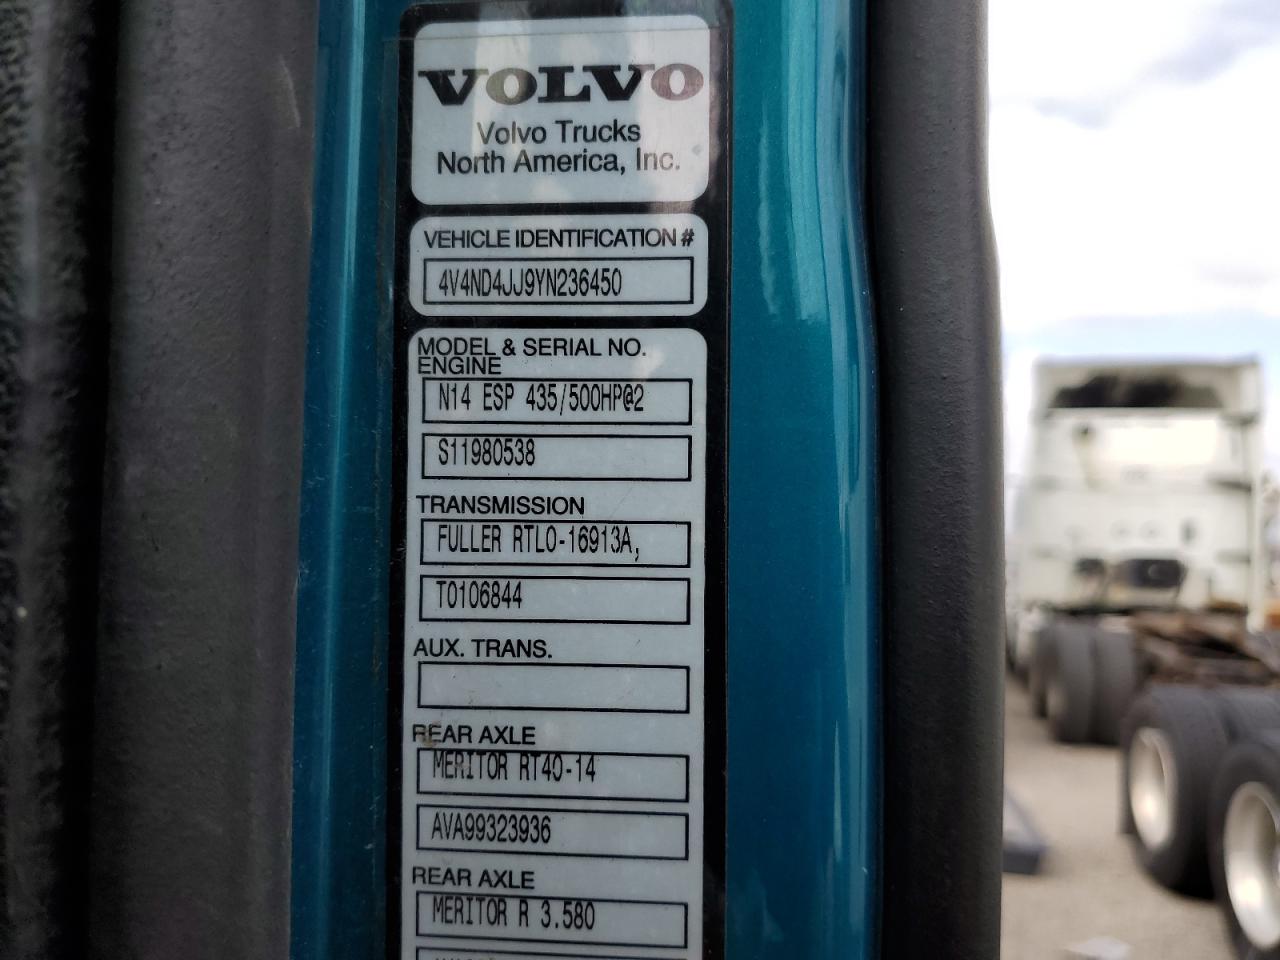 VOLVO
Volvo Trucks
North America, Inc.
VEHICLE IDENTIFICATION #
4V4ND4JJ9YN236450
MODEL & SERIAL NO.
ENGINE
N14 ESP 435/500HP@2
S11980538
TRANSMISSION
FULLER RTLO-16913A,
T0106844
AUX. TRANS.
REAR AXLE
MERITOR RT40-14
AVA99323936
REAR AXLE
MERITOR R 3.580